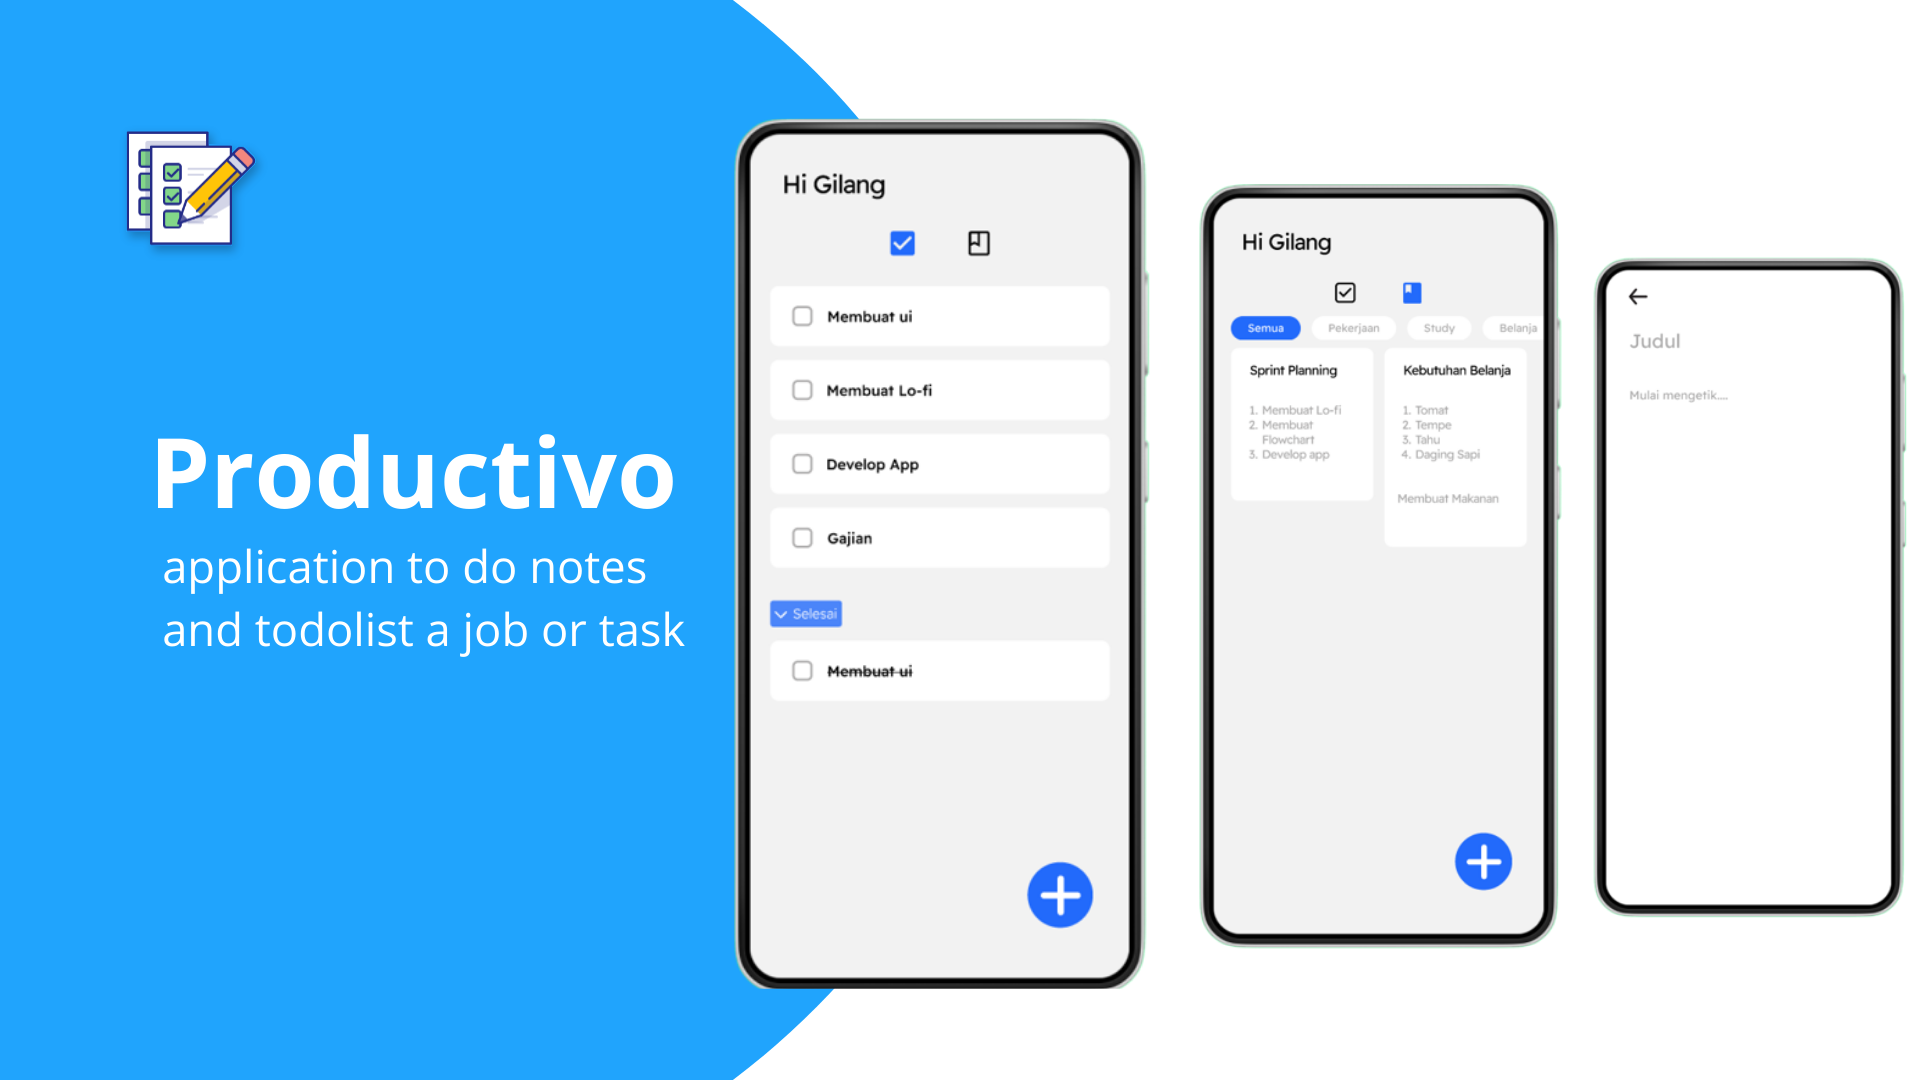 Productivo
application to do notes
and todolist a job or task
Hi Gilang
Membuat ui
Membuat Lo-fi
Develop App
Gajian
Selesai
Membuat ui
Hi Gilang
Semua Pekerjaan Study Belanja
Sprint Planning
1. Membuat Lo-fi
2. Membuat
Flowchart
3. Develop app
Kebutuhan Belanja
1. Tomat
2. Tempe
3. Tahu
4. Daging Sapi
Membuat Makanan
Judul
Mulai mengetik....